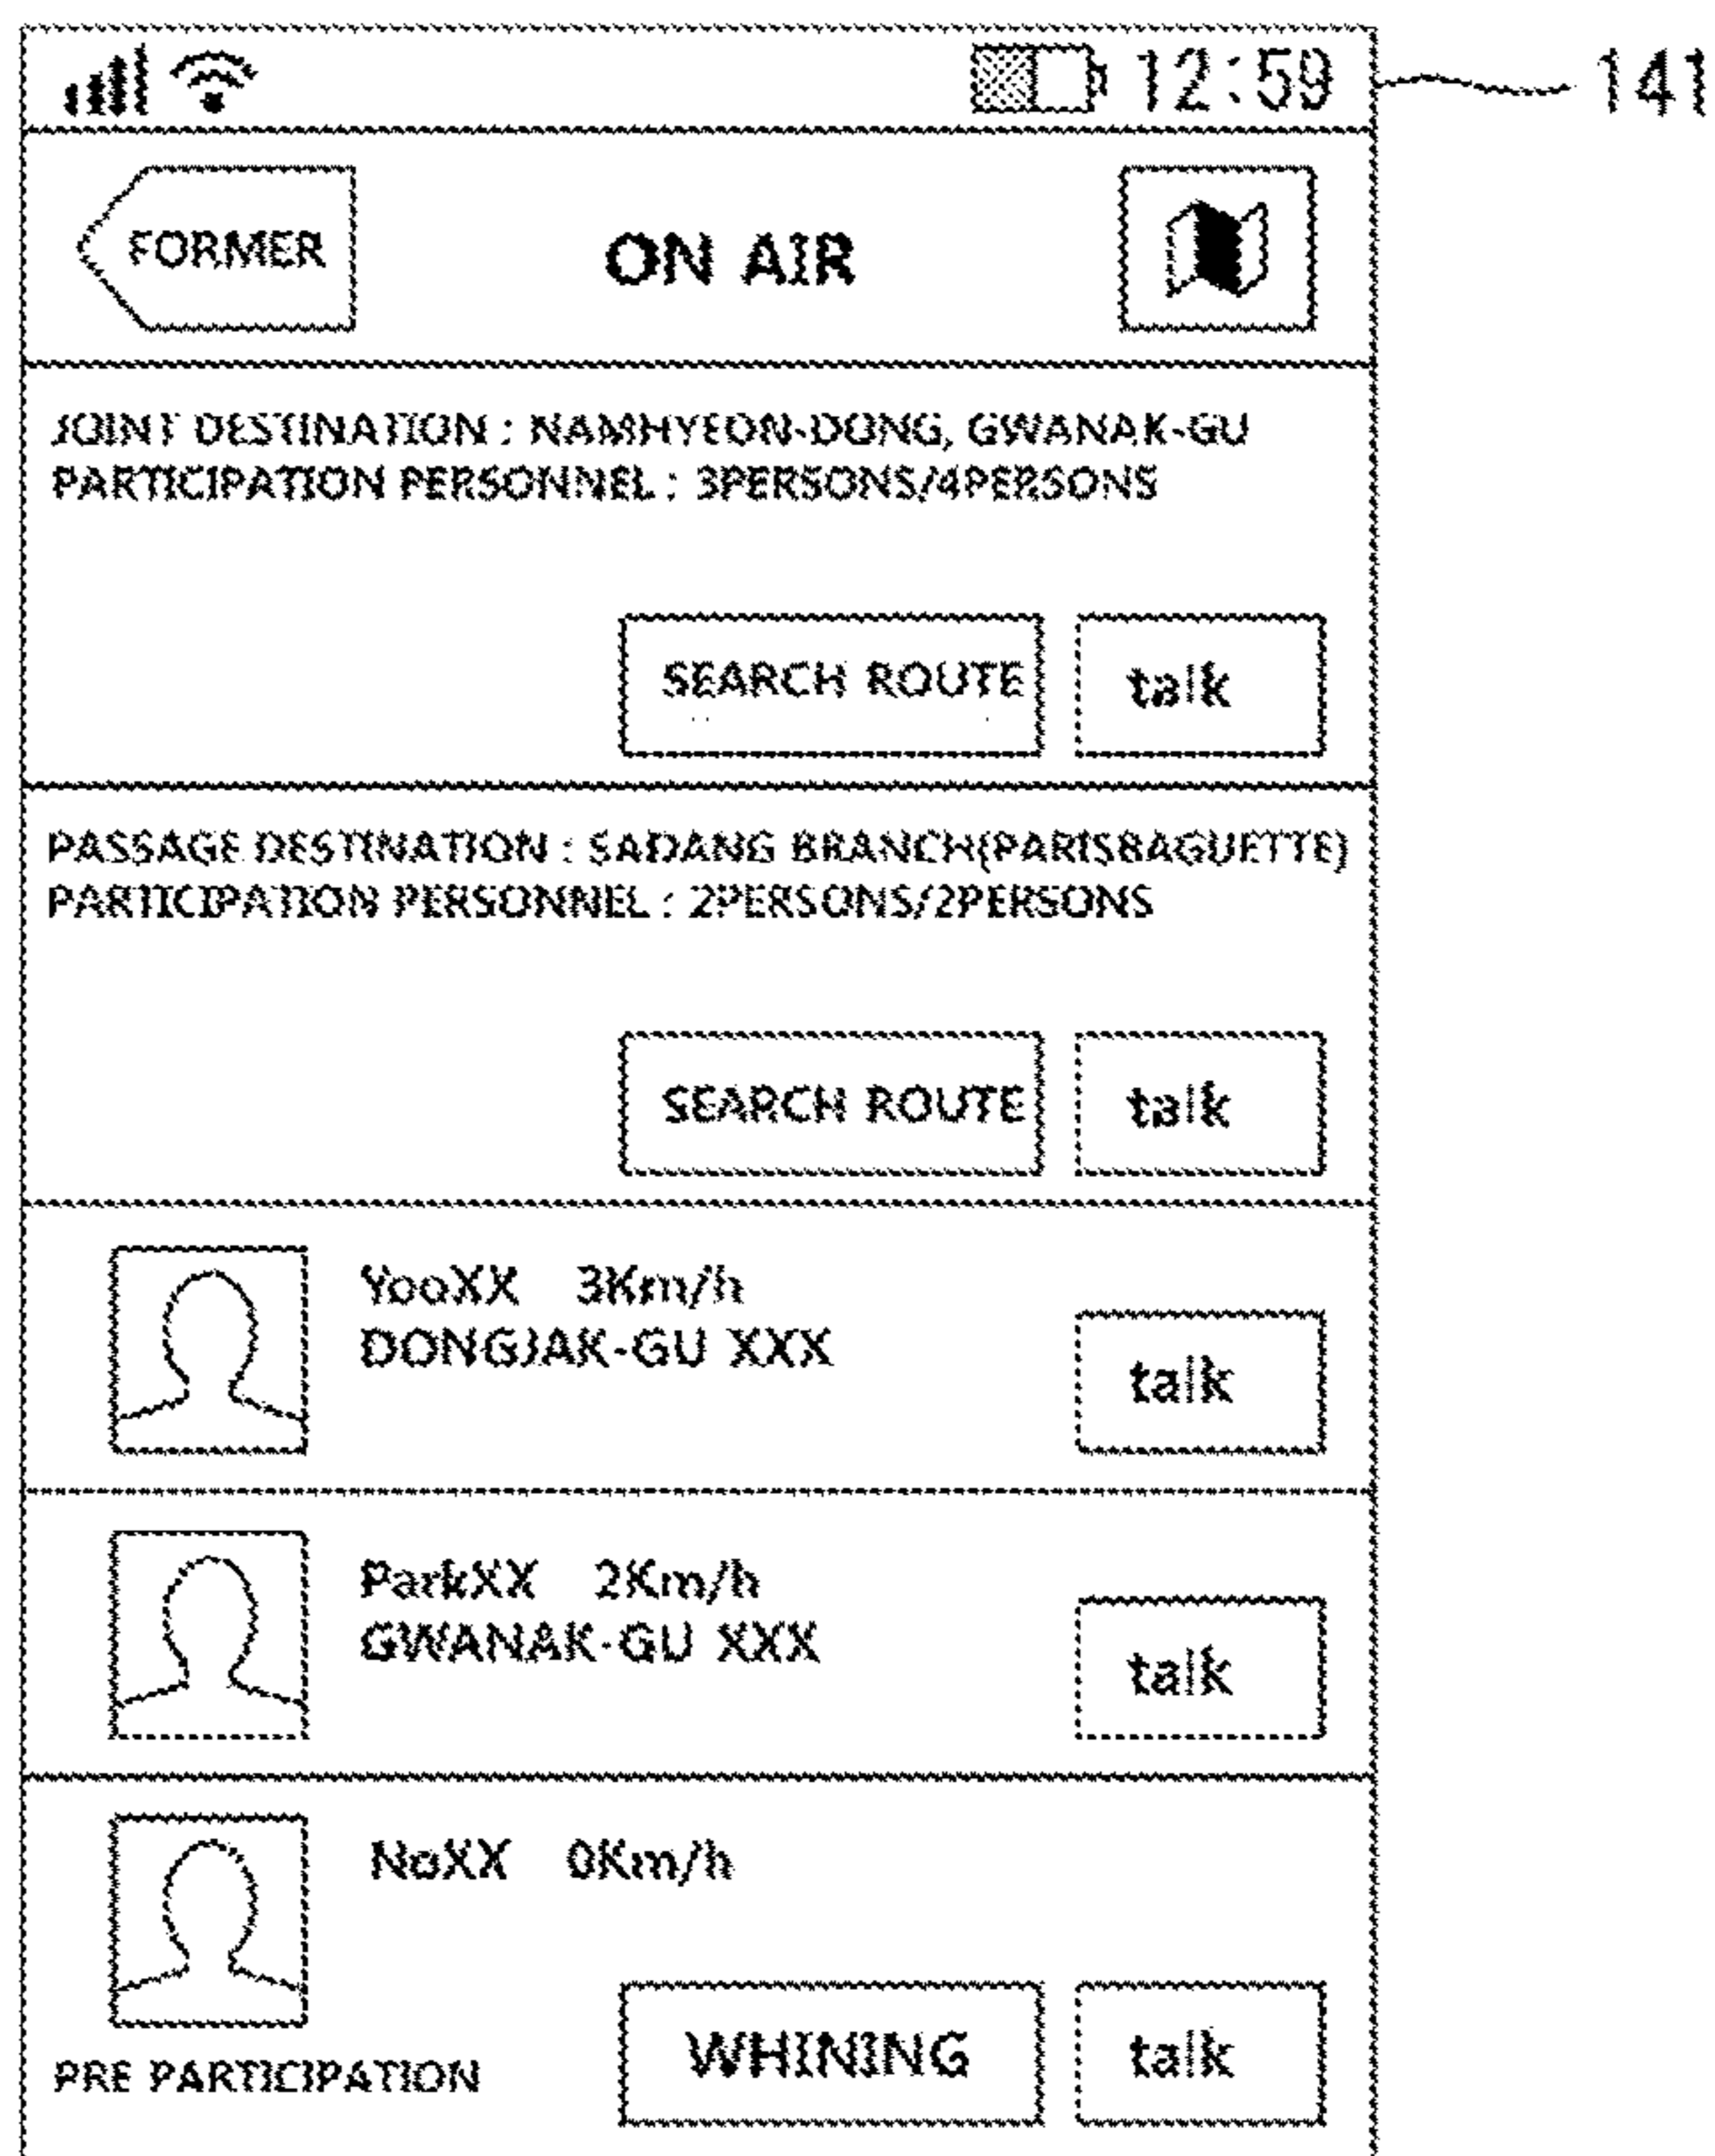 12:59
141
FORMER
ON AIR
JOINT DESTINATION : NAMHYEON-DONG, GWANAK-GU
PARTICIPATION PERSONNEL : 3PERSONS/4PERSONS
SEARCH ROUTE
talk
PASSAGE DESTINATION : SADANG BRANCH(PARISBAGUETTE)
PARTICIPATION PERSONNEL : 2PERSONS/2PERSONS
SEARCH ROUTE
talk
YooXX 3Km/h
DONGJAK-GU XXX
talk
ParkXX 2Km/h
GWANAK-GU XXX
talk
NoXX 0Km/h
PRE PARTICIPATION
WHINING
talk